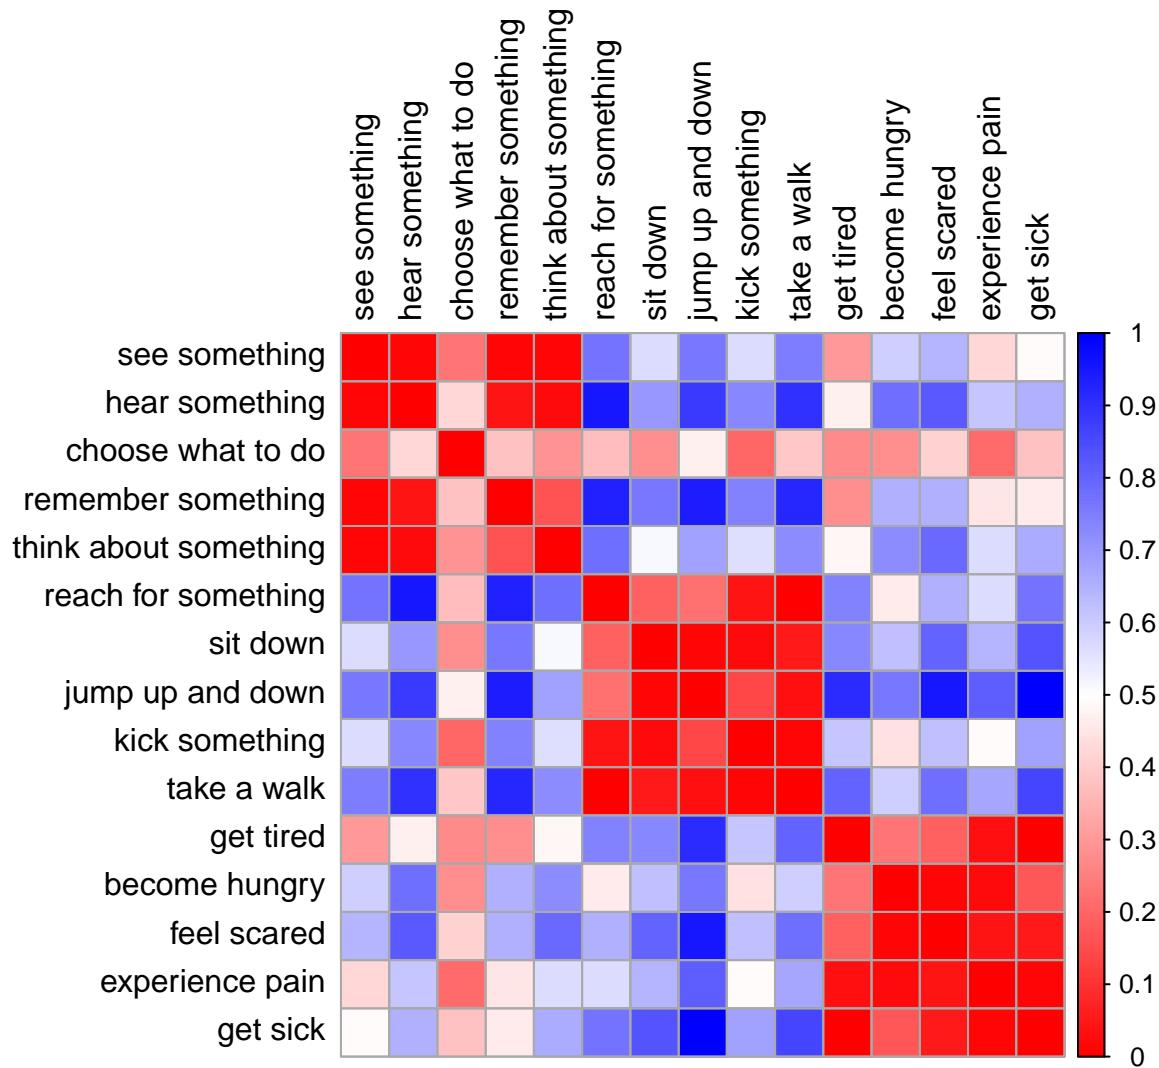 see something
hear something
choose what to do
remember something
think about something
reach for something
sit down
jump up and down
kick something
take a walk
get tired
become hungry
feel scared
experience pain
get sick
see something
hear something
choose what to do
remember something
think about something
reach for something
sit down
jump up and down
kick something
take a walk
get tired
become hungry
feel scared
experience pain
get sick
1
0.9
0.8
0.7
0.6
0.5
0.4
0.3
0.2
0.1
0